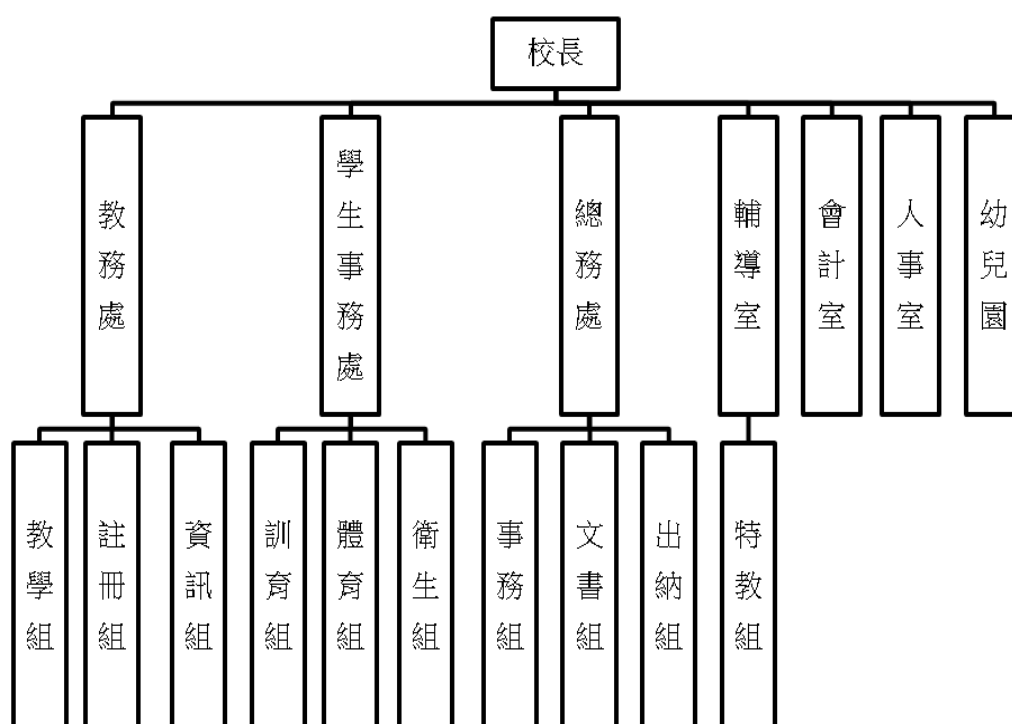 校長
教務處
學生事務處
總務處
輔導室
會計室
人事室
幼兒園
教學組
註冊組
資訊組
訓育組
體育組
衛生組
事務組
文書組
出納組
特教組